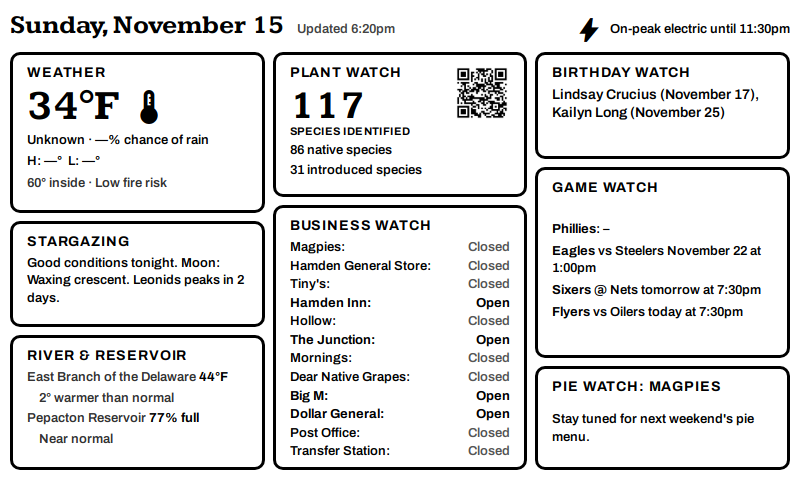 Sunday, November 15 Updated 6:20pm
On-peak electric until 11:30pm
WEATHER
34°F
Unknown · —% chance of rain
H: —° L: —°
60° inside · Low fire risk
STARGAZING
Good conditions tonight. Moon:
Waxing crescent. Leonids peaks in 2
days.
RIVER & RESERVOIR
East Branch of the Delaware 44°F
2° warmer than normal
Pepacton Reservoir 77% full
Near normal
PLANT WATCH
117
SPECIES IDENTIFIED
86 native species
31 introduced species
BUSINESS WATCH
Magpies: Closed
Hamden General Store: Closed
Tiny's: Closed
Hamden Inn: Open
Hollow: Closed
The Junction: Open
Mornings: Closed
Dear Native Grapes: Closed
Big M: Open
Dollar General: Open
Post Office: Closed
Transfer Station: Closed
BIRTHDAY WATCH
Lindsay Crucius (November 17),
Kailyn Long (November 25)
GAME WATCH
Phillies: –
Eagles vs Steelers November 22 at
1:00pm
Sixers @ Nets tomorrow at 7:30pm
Flyers vs Oilers today at 7:30pm
PIE WATCH: MAGPIES
Stay tuned for next weekend's pie
menu.